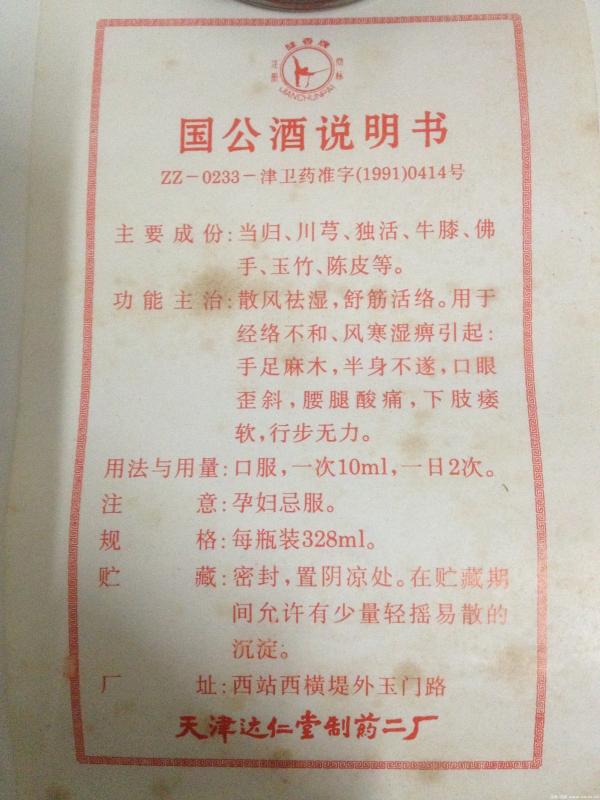 注册
商标
JIANCHUNPAI
国公酒说明书
ZZ-0233-津卫药准字(1991)0414号
主要成份:当归、川芎、独活、牛膝、佛
手、玉竹、陈皮等。
功能主治:散风祛湿,舒筋活络。用于
经络不和、风寒湿痹引起:
手足麻木,半身不遂,口眼
歪斜,腰腿酸痛,下肢痿
软,行步无力。
用法与用量:口服,一次10ml,一日2次。
注意:孕妇忌服。
规格:每瓶装328ml。
贮藏:密封,置阴凉处。在贮藏期
间允许有少量轻摇易散的
沉淀。
厂址:西站西横堤外玉门路
天津达仁堂制药二厂